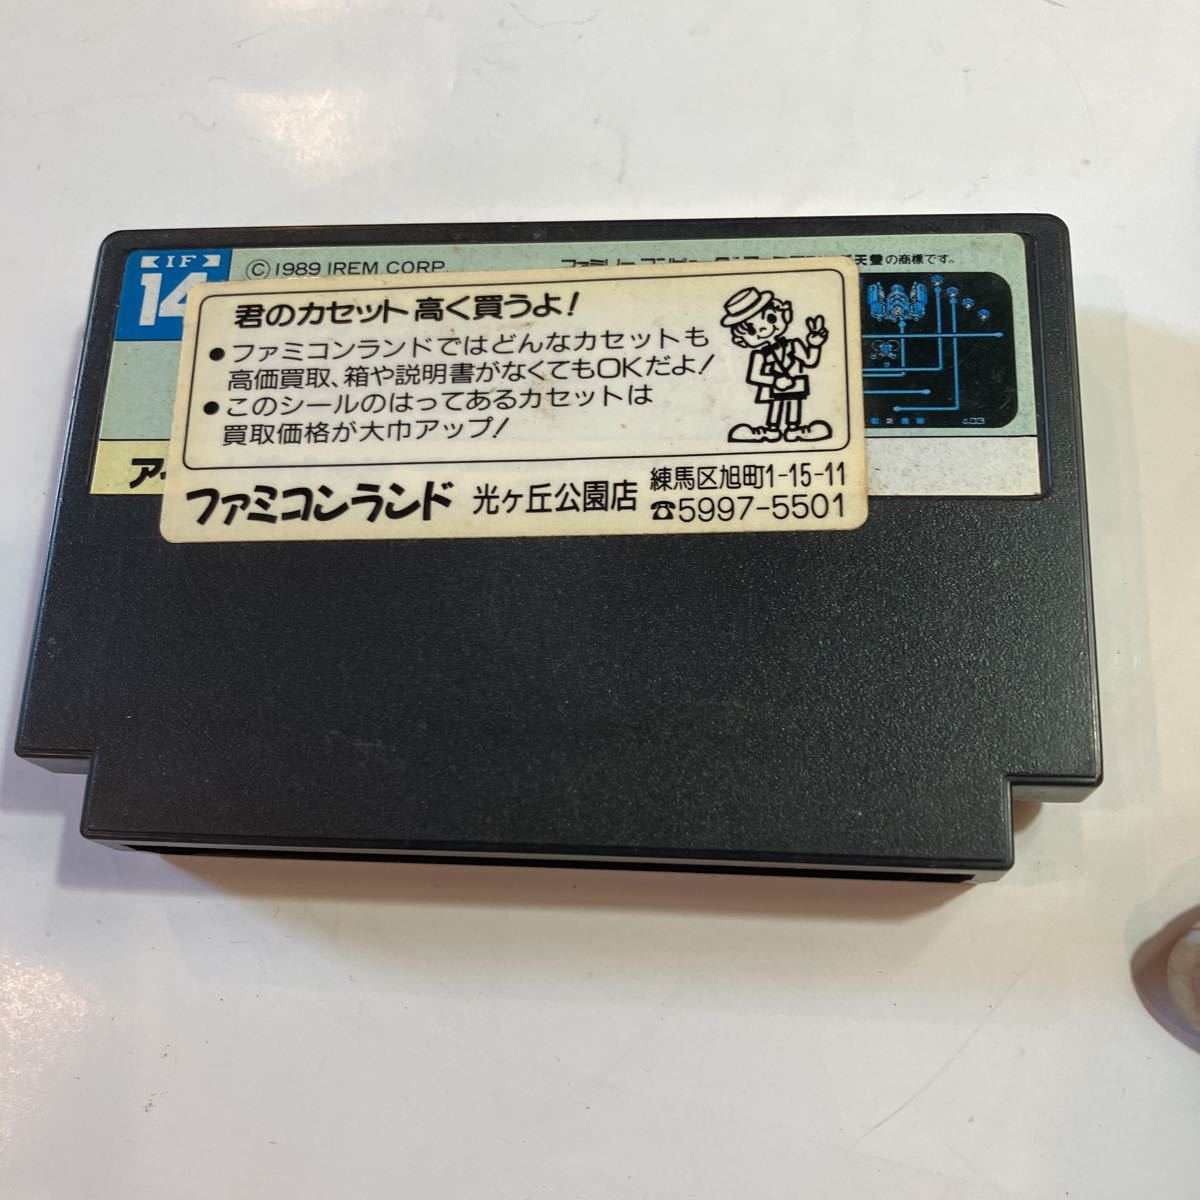 IF
14
©1989 IREM CORP.
の商標です。
君のカセット高く買うよ!
●ファミコンランドではどんなカセットも
高価買取、箱や説明書がなくてもOKだよ!
●このシールのはってあるカセットは
買取価格が大巾アップ!
ファミコンランド 光ヶ丘公園店
練馬区旭町1-15-11
☎5997-5501